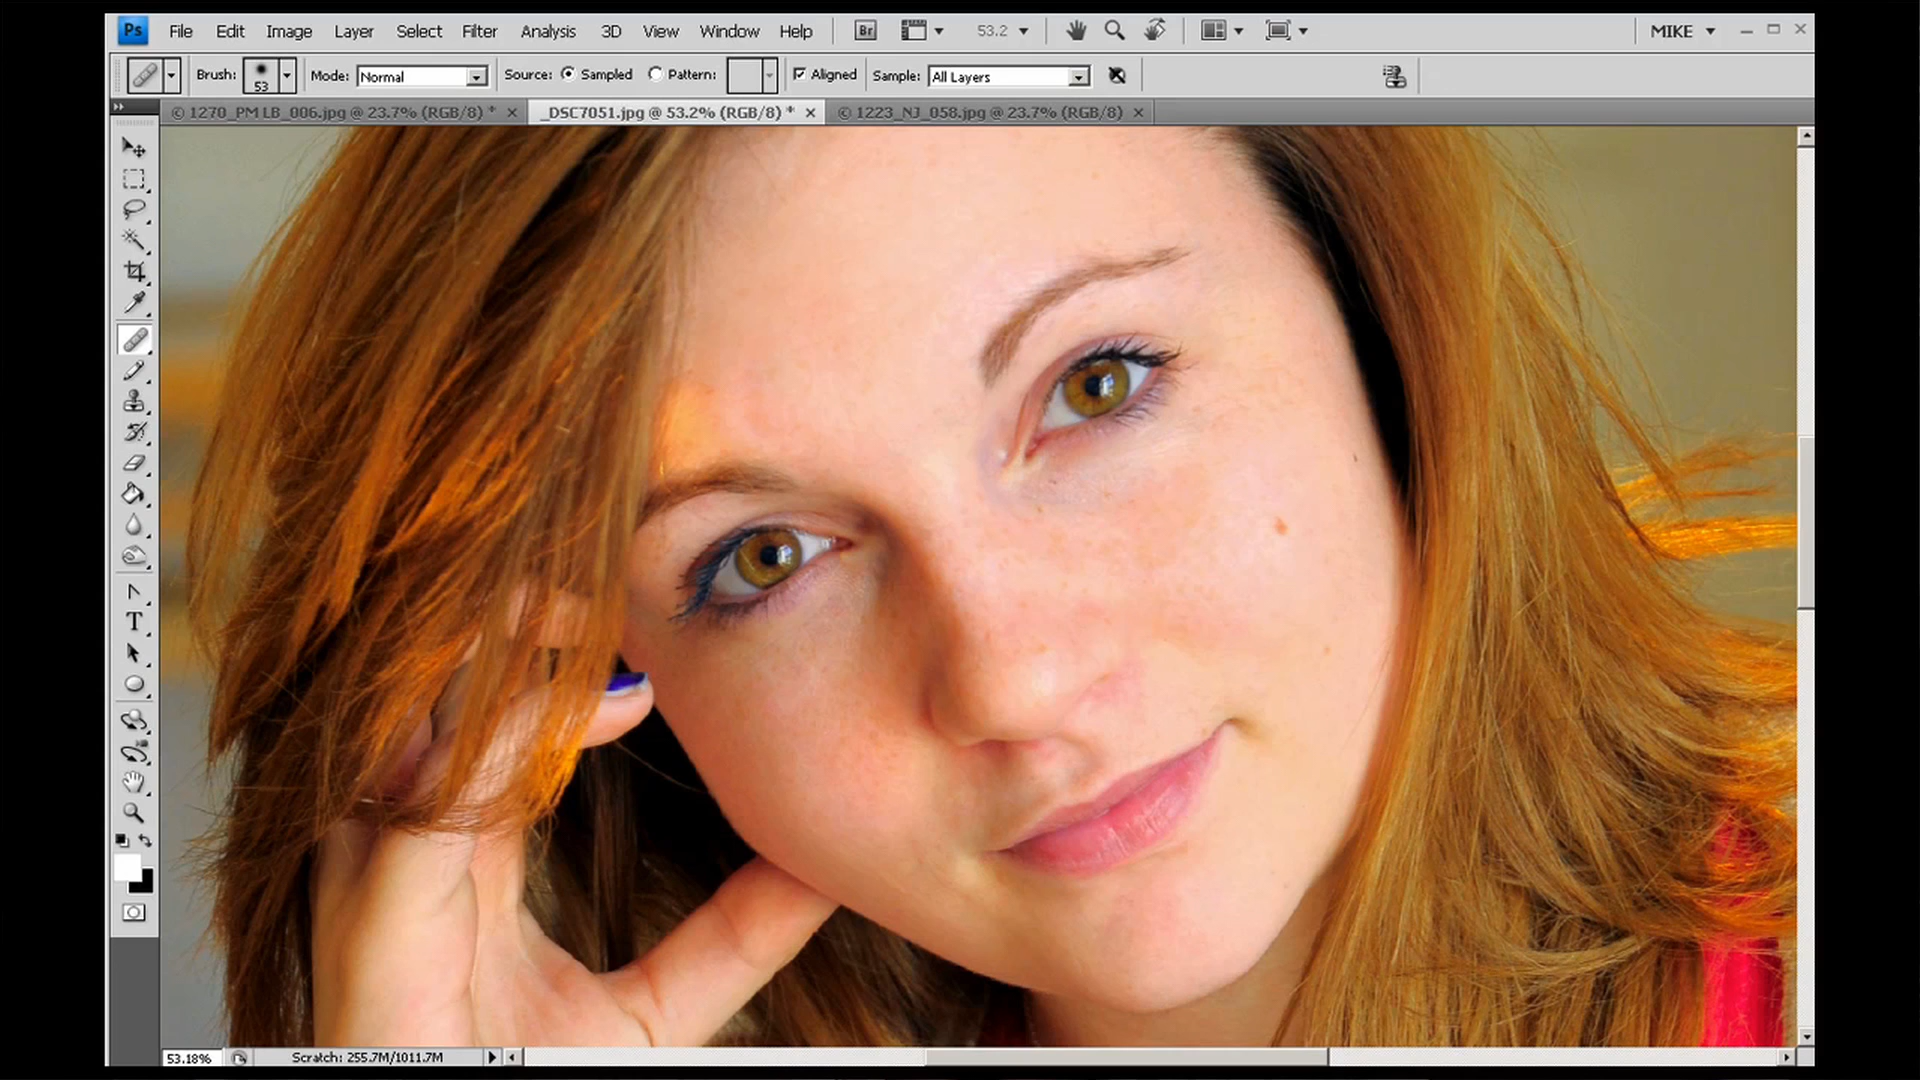 Ps File Edit Image Layer Select Filter Analysis 3D View Window Help Br 53.2 MIKE
Brush: 53 Mode: Normal Source: Sampled Pattern: Aligned Sample: All Layers
© 1270_PM LB_006.jpg @ 23.7% (RGB/8) * _DSC7051.jpg @ 53.2% (RGB/8) * © 1223_NJ_058.jpg @ 23.7% (RGB/8)
T
53.18% Scratch: 255.7M/1011.7M